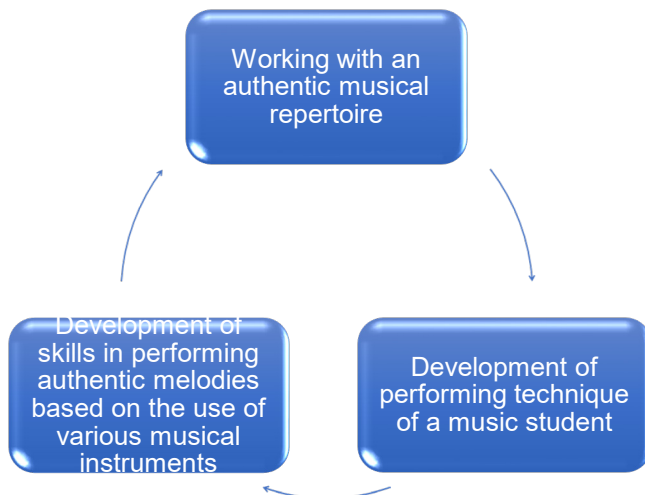 Working with an
authentic musical
repertoire
Development of
performing technique
of a music student
Development of
skills in performing
authentic melodies
based on the use of
various musical
instruments